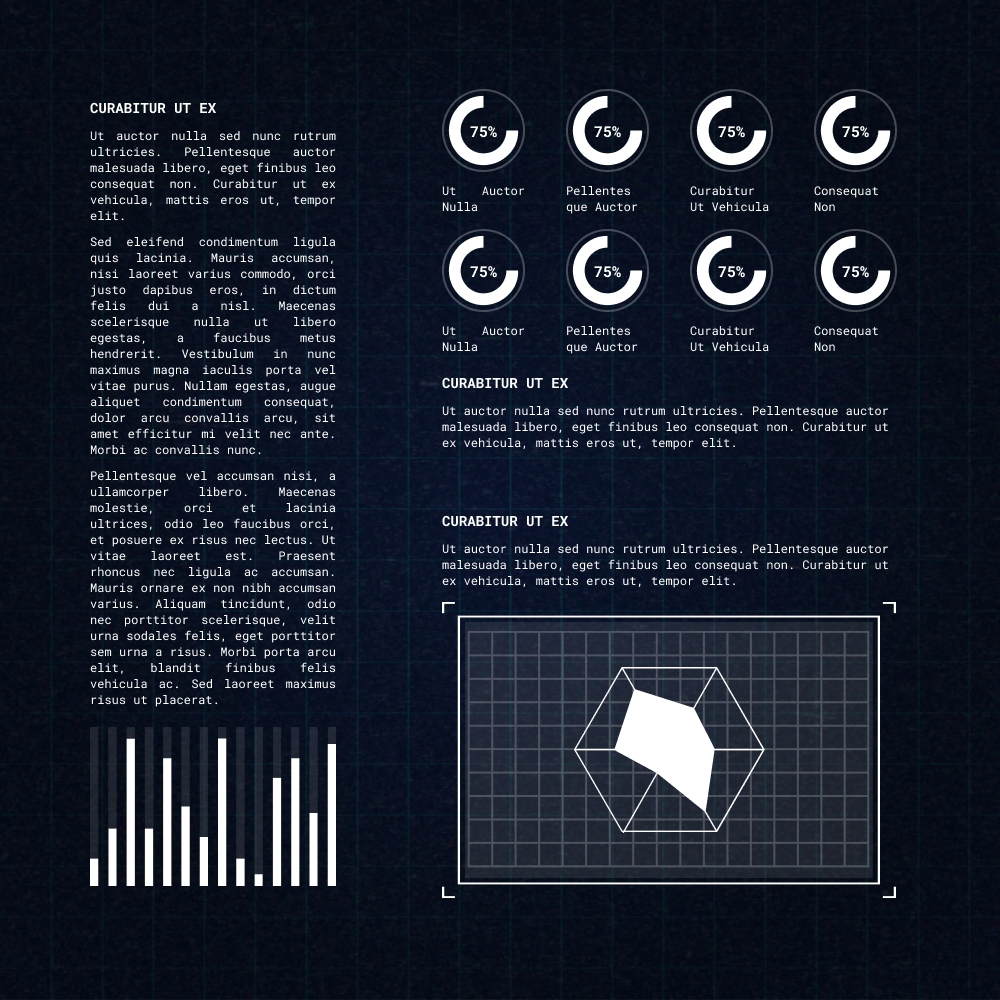 CURABITUR UT EX
Ut auctor nulla sed nunc rutrum
ultricies. Pellentesque auctor
malesuada libero, eget finibus leo
consequat non. Curabitur ut ex
vehicula, mattis eros ut, tempor
elit.
Sed eleifend condimentum ligula
quis lacinia. Mauris accumsan,
nisi laoreet varius commodo, orci
justo dapibus eros, in dictum
felis dui a nisl. Maecenas
scelerisque nulla ut libero
egestas, a faucibus metus
hendrerit. Vestibulum in nunc
maximus magna iaculis porta vel
vitae purus. Nullam egestas, augue
aliquet condimentum consequat,
dolor arcu convallis arcu, sit
amet efficitur mi velit nec ante.
Morbi ac convallis nunc.
Pellentesque vel accumsan nisi, a
ullamcorper libero. Maecenas
molestie, orci et lacinia
ultrices, odio leo faucibus orci,
et posuere ex risus nec lectus. Ut
vitae laoreet est. Praesent
rhoncus nec ligula ac accumsan.
Mauris ornare ex non nibh accumsan
varius. Aliquam tincidunt, odio
nec porttitor scelerisque, velit
urna sodales felis, eget porttitor
sem urna a risus. Morbi porta arcu
elit, blandit finibus felis
vehicula ac. Sed laoreet maximus
risus ut placerat.
75% 75% 75% 75%
Ut Auctor Pellentes Curabitur Consequat
Nulla que Auctor Ut Vehicula Non
75% 75% 75% 75%
Ut Auctor Pellentes Curabitur Consequat
Nulla que Auctor Ut Vehicula Non
CURABITUR UT EX
Ut auctor nulla sed nunc rutrum ultricies. Pellentesque auctor
malesuada libero, eget finibus leo consequat non. Curabitur ut
ex vehicula, mattis eros ut, tempor elit.
CURABITUR UT EX
Ut auctor nulla sed nunc rutrum ultricies. Pellentesque auctor
malesuada libero, eget finibus leo consequat non. Curabitur ut
ex vehicula, mattis eros ut, tempor elit.